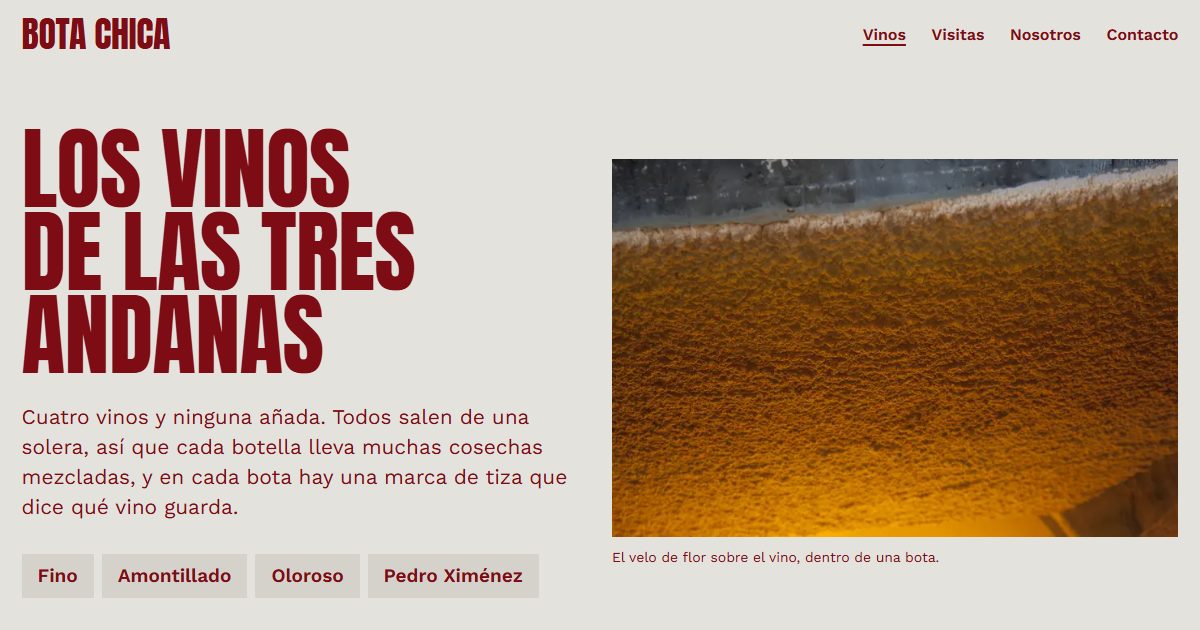 BOTA CHICA
Vinos Visitas Nosotros Contacto
LOS VINOS
DE LAS TRES
ANDANAS
Cuatro vinos y ninguna añada. Todos salen de una
solera, así que cada botella lleva muchas cosechas
mezcladas, y en cada bota hay una marca de tiza que
dice qué vino guarda.
Fino Amontillado Oloroso Pedro Ximénez
El velo de flor sobre el vino, dentro de una bota.